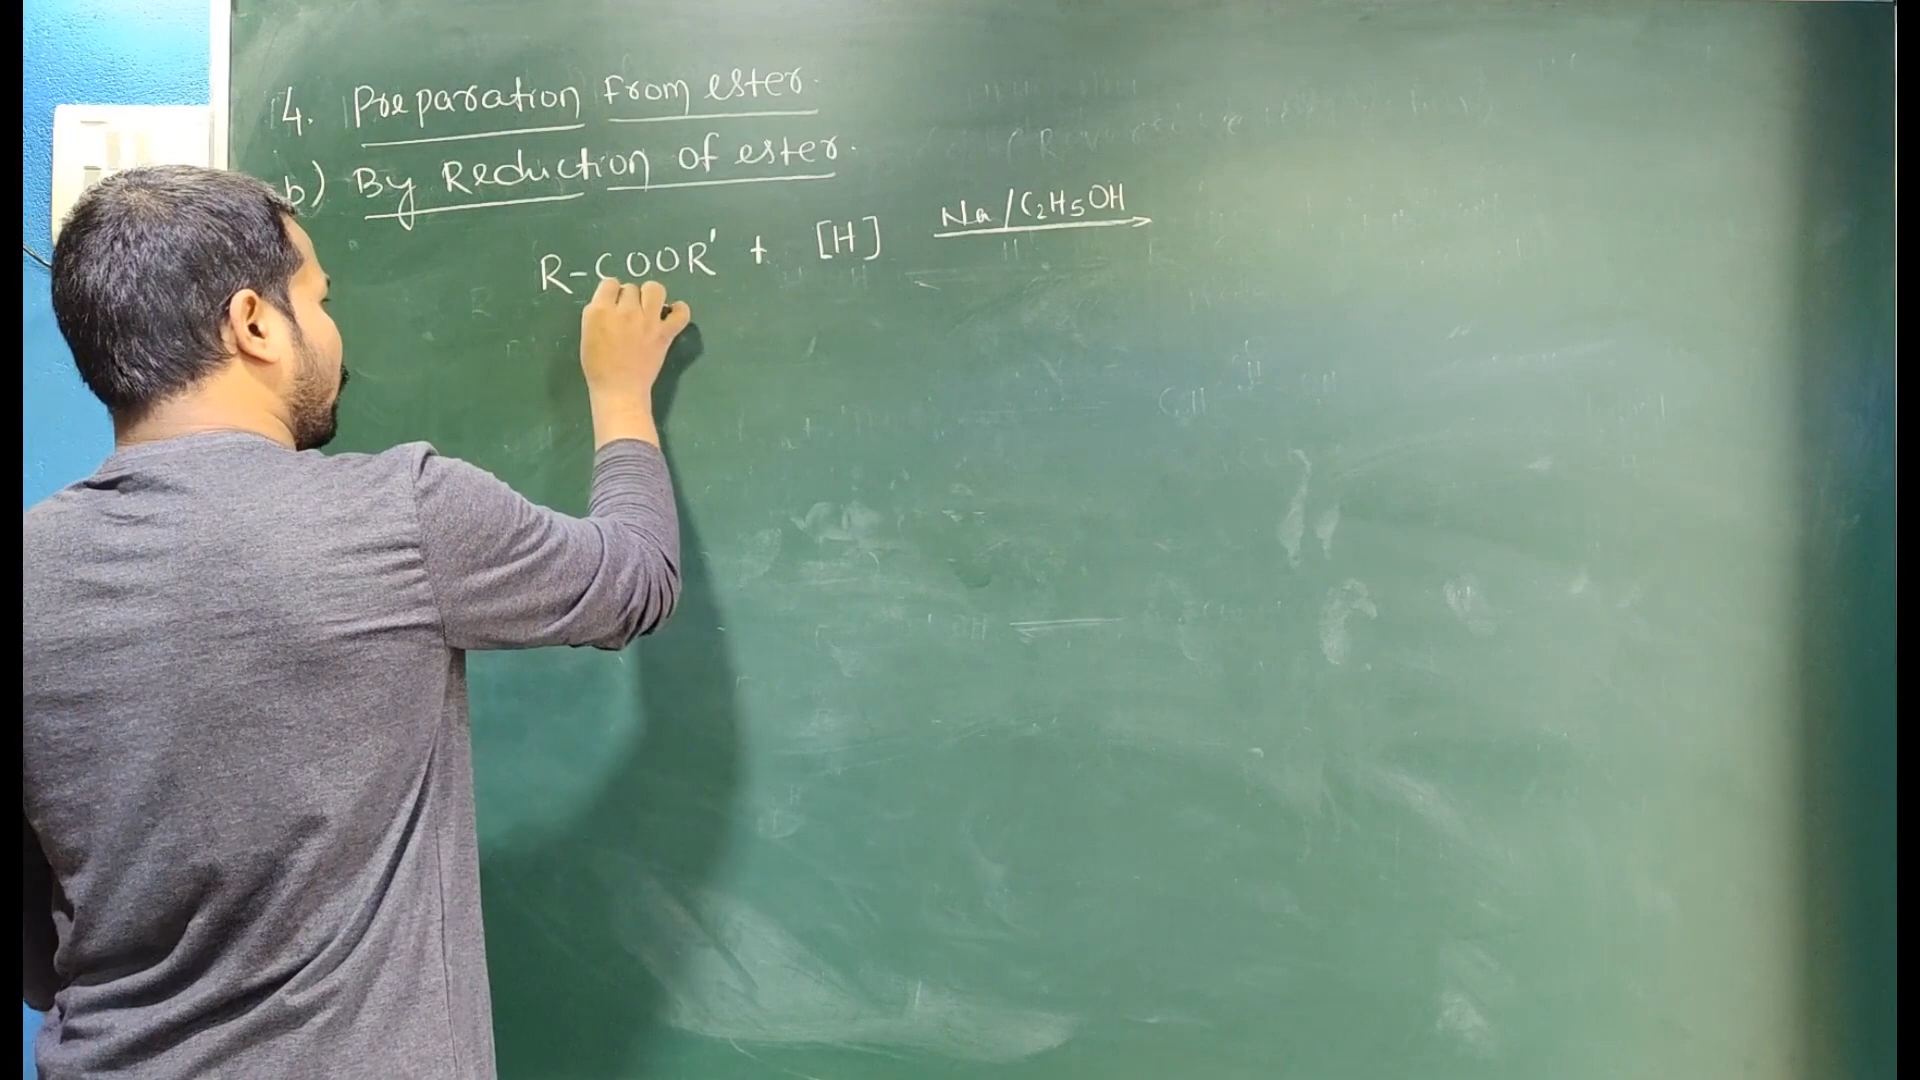 4. Preparation From ester.
b) By Reduction of ester.
R-COOR' + [H] Na/C₂H₅OH